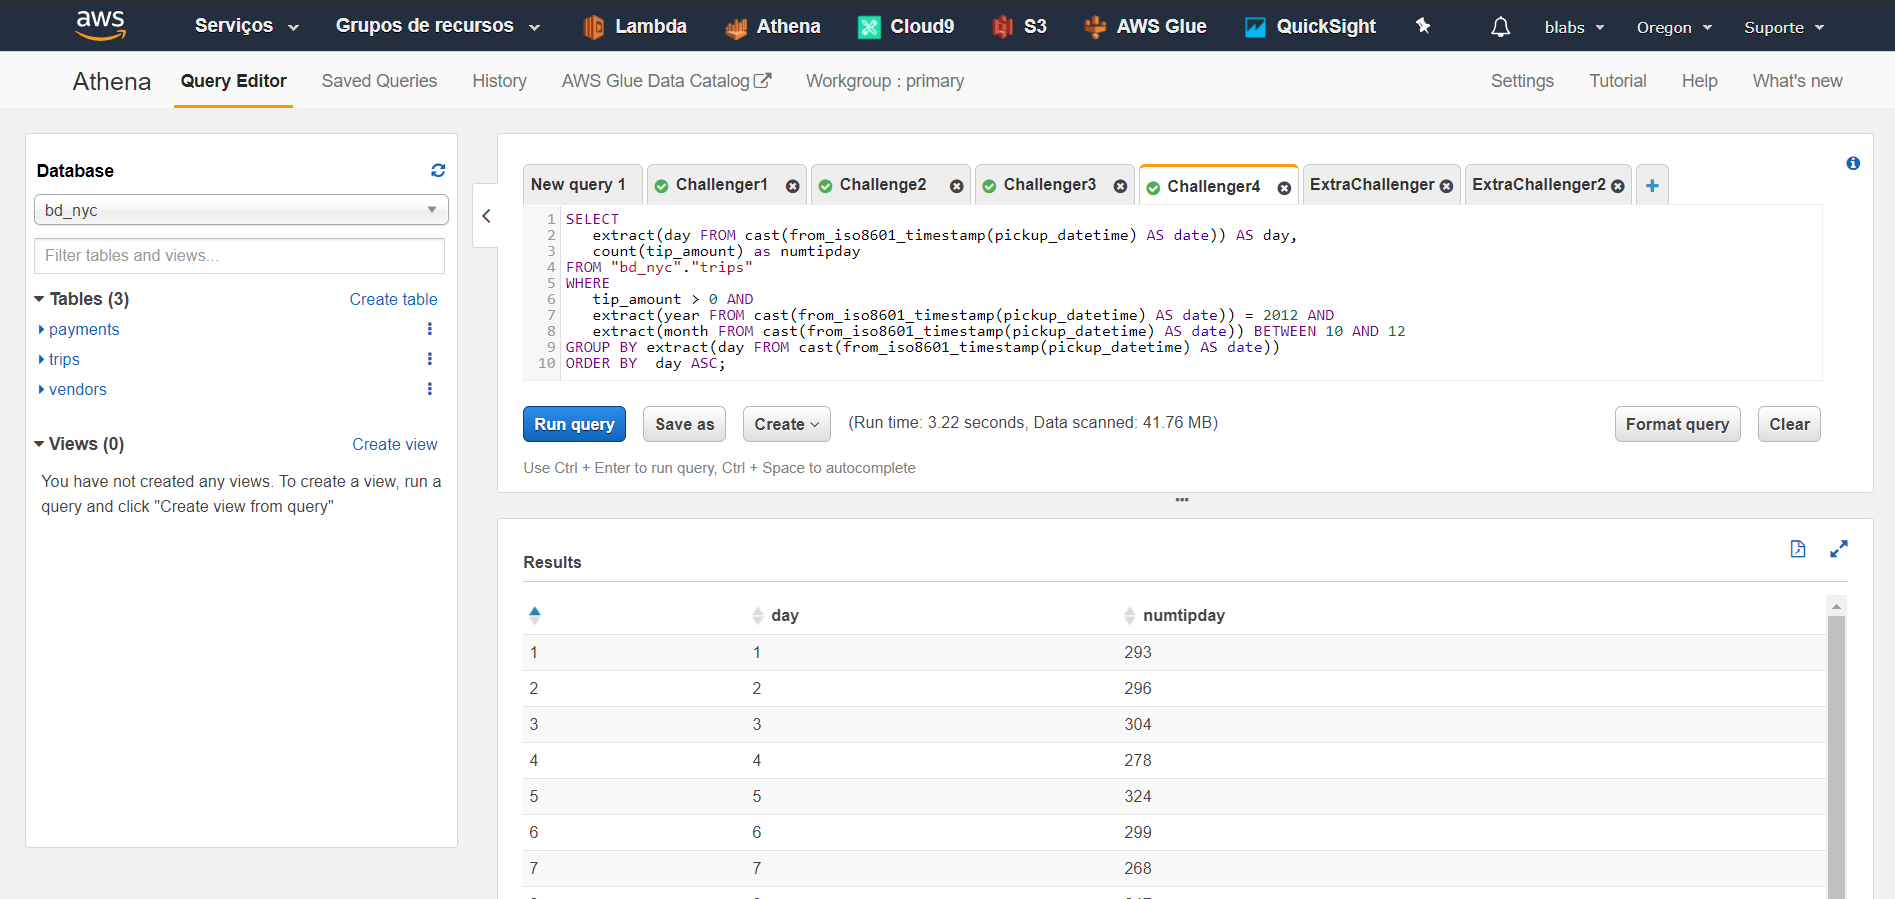 aws Serviços Grupos de recursos Lambda Athena Cloud9 S3 AWS Glue QuickSight blabs Oregon Suporte
Athena Query Editor Saved Queries History AWS Glue Data Catalog Workgroup : primary Settings Tutorial Help What's new
Database
bd_nyc
Filter tables and views...
Tables (3) Create table
payments
trips
vendors
Views (0) Create view
You have not created any views. To create a view, run a
query and click "Create view from query"
New query 1 Challenger1 Challenge2 Challenger3 Challenger4 ExtraChallenger ExtraChallenger2
1 SELECT
2 extract(day FROM cast(from_iso8601_timestamp(pickup_datetime) AS date)) AS day,
3 count(tip_amount) as numtipday
4 FROM "bd_nyc"."trips"
5 WHERE
6 tip_amount > 0 AND
7 extract(year FROM cast(from_iso8601_timestamp(pickup_datetime) AS date)) = 2012 AND
8 extract(month FROM cast(from_iso8601_timestamp(pickup_datetime) AS date)) BETWEEN 10 AND 12
9 GROUP BY extract(day FROM cast(from_iso8601_timestamp(pickup_datetime) AS date))
10 ORDER BY day ASC;
Run query Save as Create (Run time: 3.22 seconds, Data scanned: 41.76 MB) Format query Clear
Use Ctrl + Enter to run query, Ctrl + Space to autocomplete
Results
day numtipday
1 1 293
2 2 296
3 3 304
4 4 278
5 5 324
6 6 299
7 7 268